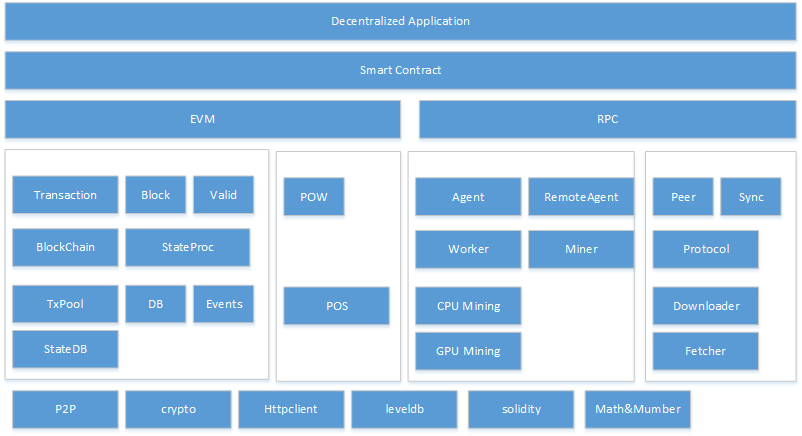 Decentralized Application
Smart Contract
EVM
RPC
Transaction
Block
Valid
BlockChain
StateProc
TxPool
DB
Events
StateDB
POW
POS
Agent
RemoteAgent
Worker
Miner
CPU Mining
GPU Mining
Peer
Sync
Protocol
Downloader
Fetcher
P2P
crypto
Httpclient
leveldb
solidity
Math&Mumber